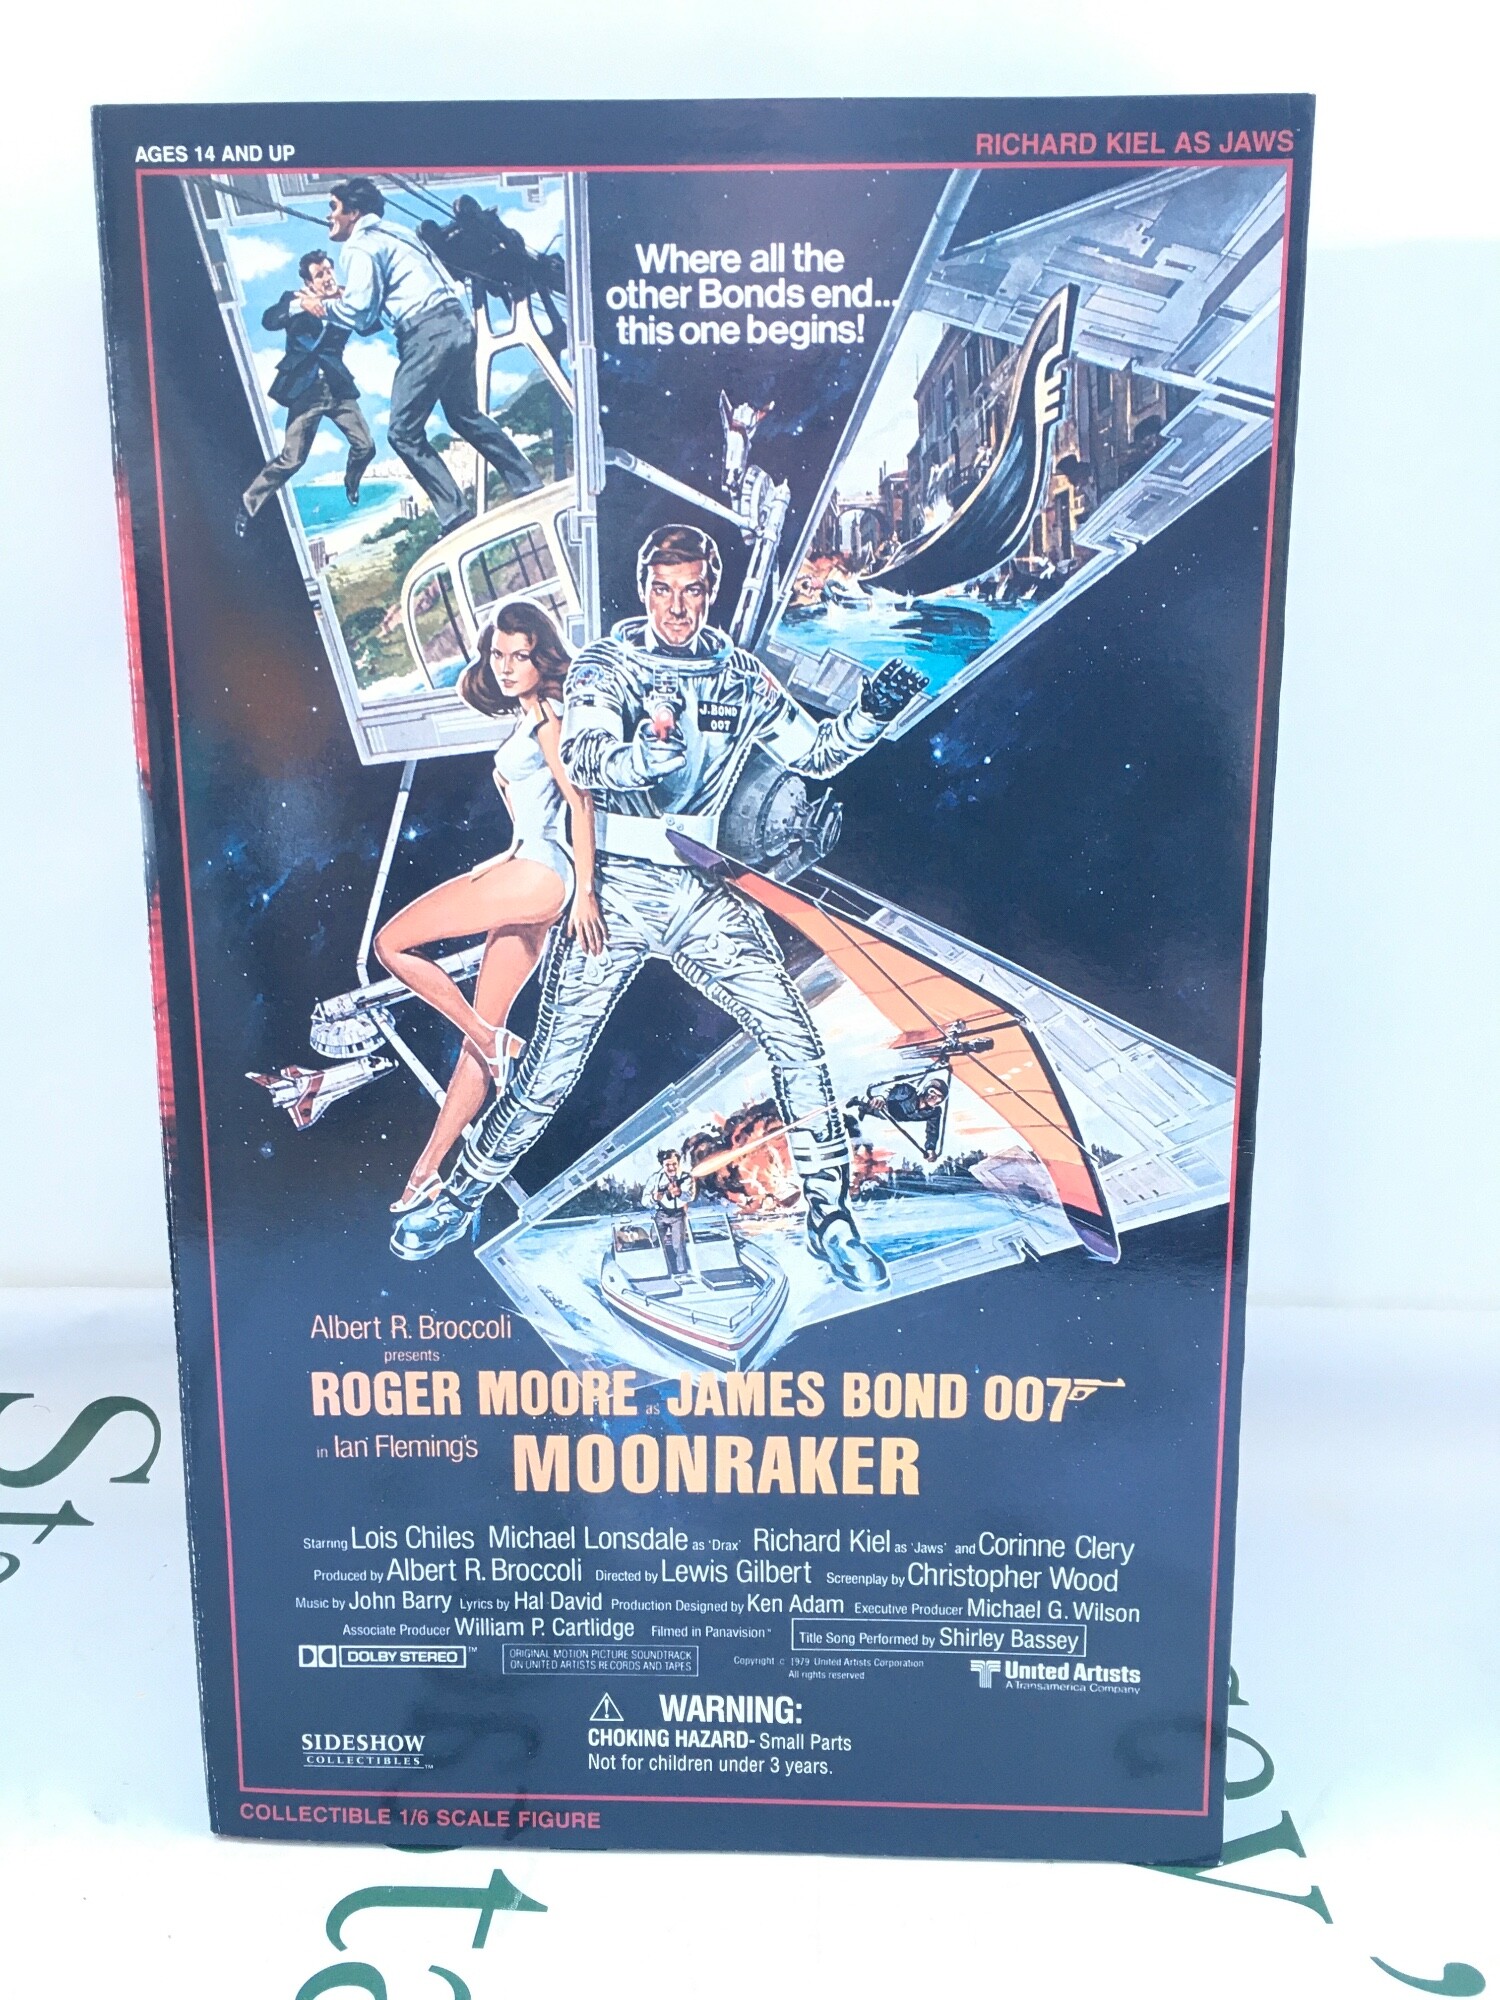 AGES 14 AND UP
RICHARD KIEL AS JAWS
Where all the
other Bonds end...
this one begins!
J.BOND
007
Albert R. Broccoli
presents
ROGER MOORE as JAMES BOND 007
in Ian Fleming's MOONRAKER
Starring Lois Chiles Michael Lonsdale as 'Drax' Richard Kiel as 'Jaws' and Corinne Clery
Produced by Albert R. Broccoli Directed by Lewis Gilbert Screenplay by Christopher Wood
Music by John Barry Lyrics by Hal David Production Designed by Ken Adam Executive Producer Michael G. Wilson
Associate Producer William P. Cartlidge Filmed in Panavision® Title Song Performed by Shirley Bassey
DOLBY STEREO™
ORIGINAL MOTION PICTURE SOUNDTRACK
ON UNITED ARTISTS RECORDS AND TAPES
Copyright © 1979 United Artists Corporation
All rights reserved
United Artists
A Transamerica Company
⚠ WARNING:
CHOKING HAZARD- Small Parts
Not for children under 3 years.
SIDESHOW
COLLECTIBLES™
COLLECTIBLE 1/6 SCALE FIGURE